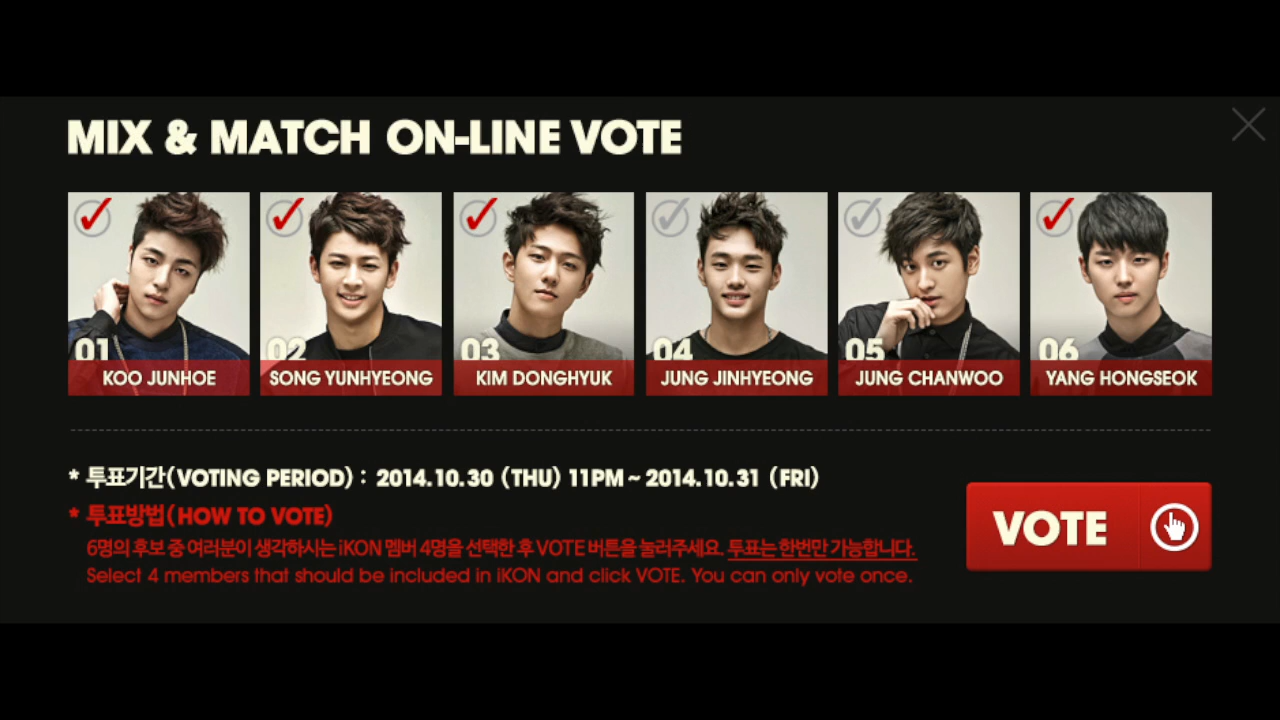 MIX & MATCH ON-LINE VOTE
01
KOO JUNHOE
02
SONG YUNHYEONG
03
KIM DONGHYUK
04
JUNG JINHYEONG
05
JUNG CHANWOO
06
YANG HONGSEOK
* 투표기간(VOTING PERIOD) : 2014.10.30 (THU) 11PM ~ 2014.10.31 (FRI)
* 투표방법(HOW TO VOTE)
6명의 후보 중 여러분이 생각하시는 iKON 멤버 4명을 선택한 후 VOTE 버튼을 눌러주세요. 투표는 한번만 가능합니다.
Select 4 members that should be included in iKON and click VOTE. You can only vote once.
VOTE